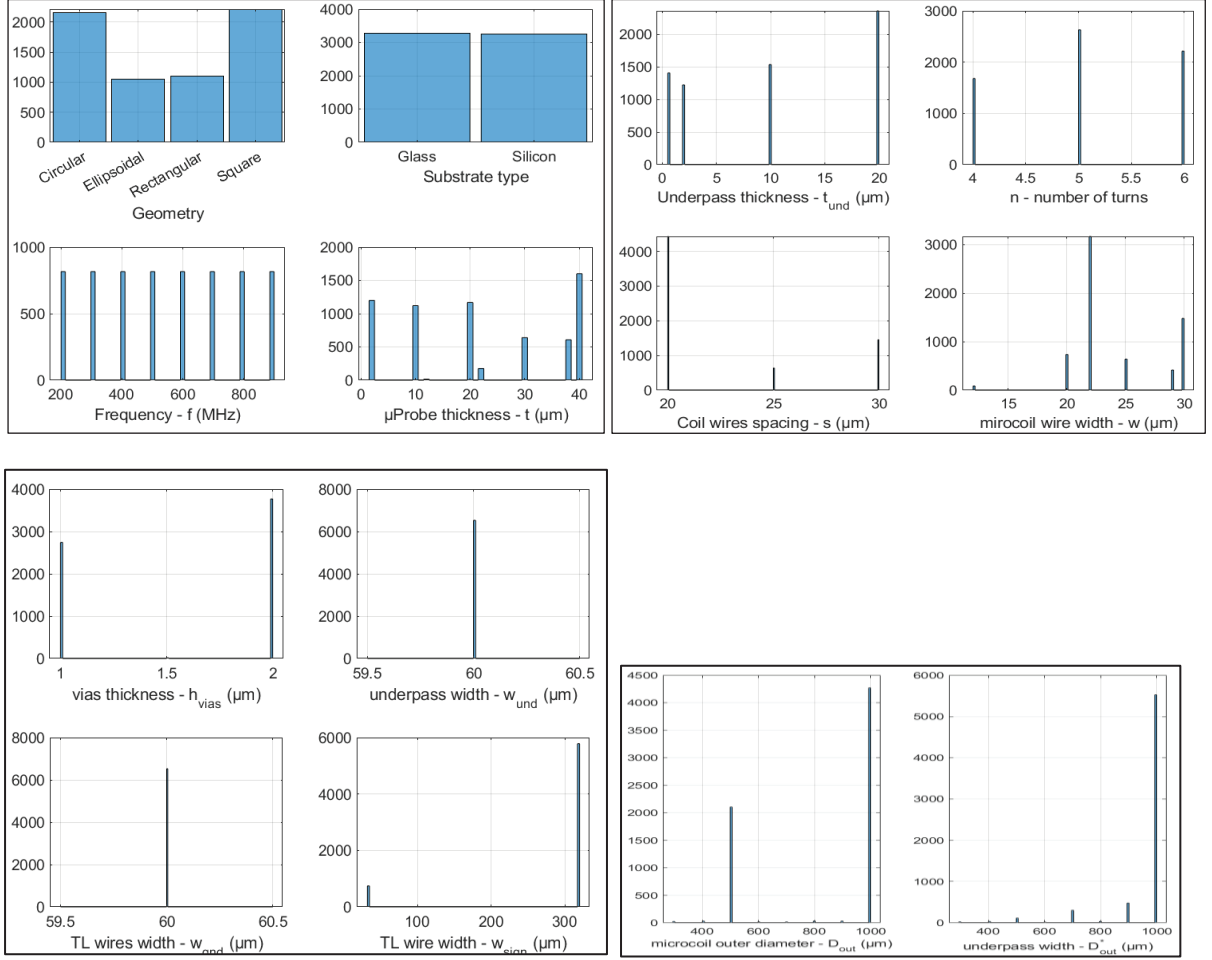 2000
1500
1000
500
0
Circular
Ellipsoidal
Rectangular
Square
Geometry
4000
3000
2000
1000
0
Glass Silicon
Substrate type
1000
500
0
200 400 600 800
Frequency - f (MHz)
2000
1500
1000
500
0
0 10 20 30 40
µProbe thickness - t (µm)
2000
1500
1000
500
0
0 5 10 15 20
Underpass thickness - t_und (µm)
3000
2000
1000
0
4 4.5 5 5.5 6
n - number of turns
4000
3000
2000
1000
0
20 25 30
Coil wires spacing - s (µm)
3000
2000
1000
0
15 20 25 30
mirocoil wire width - w (µm)
4000
3000
2000
1000
0
1 1.5 2
vias thickness - h_vias (µm)
8000
6000
4000
2000
0
59.5 60 60.5
underpass width - w_und (µm)
8000
6000
4000
2000
0
59.5 60 60.5
TL wires width - w_gnd (µm)
6000
4000
2000
0
100 200 300
TL wire width - w_sign (µm)
4500
4000
3500
3000
2500
2000
1500
1000
500
0
400 600 800 1000
microcoil outer diameter - D_out (µm)
6000
5000
4000
3000
2000
1000
0
400 600 800 1000
underpass width - D*_out (µm)